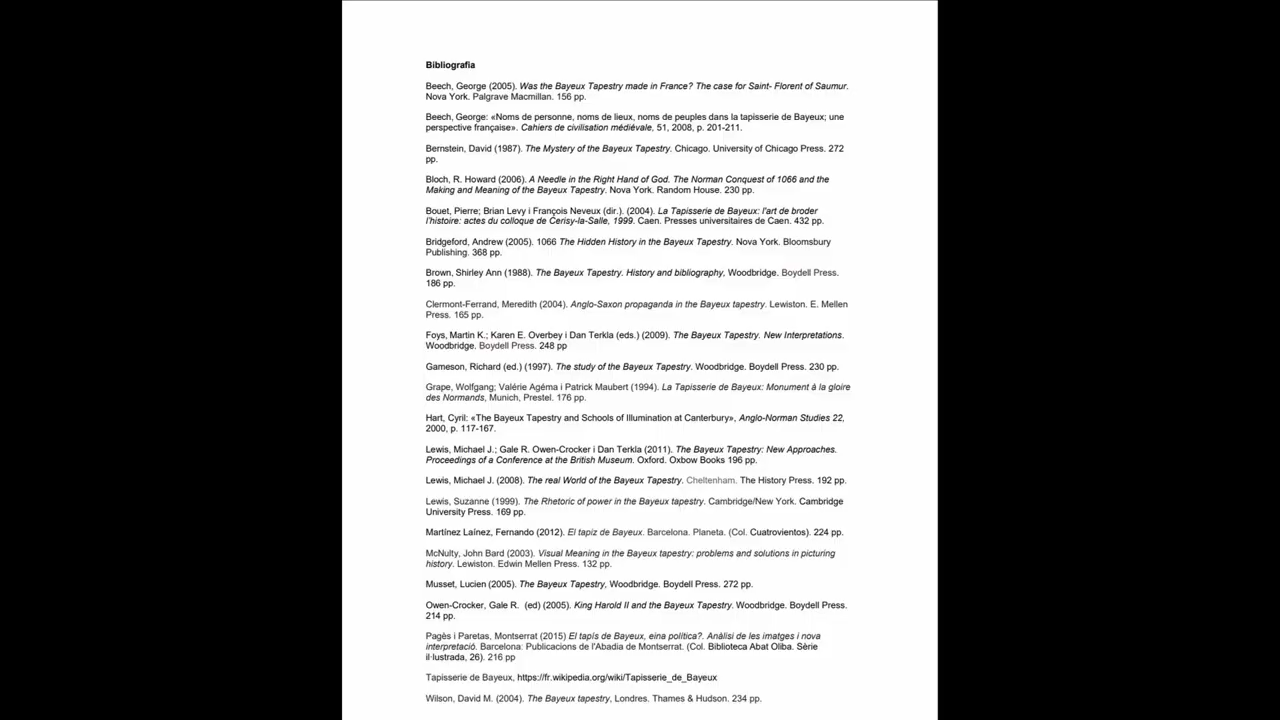 Bibliografia
Beech, George (2005). Was the Bayeux Tapestry made in France? The case for Saint- Florent of Saumur.
Nova York. Palgrave Macmillan. 156 pp.
Beech, George: «Noms de personne, noms de lieux, noms de peuples dans la tapisserie de Bayeux; une
perspective française». Cahiers de civilisation médiévale, 51, 2008, p. 201-211.
Bernstein, David (1987). The Mystery of the Bayeux Tapestry. Chicago. University of Chicago Press. 272
pp.
Bloch, R. Howard (2006). A Needle in the Right Hand of God. The Norman Conquest of 1066 and the
Making and Meaning of the Bayeux Tapestry. Nova York. Random House. 230 pp.
Bouet, Pierre; Brian Levy i François Neveux (dir.). (2004). La Tapisserie de Bayeux: l'art de broder
l'histoire: actes du colloque de Cerisy-la-Salle, 1999. Caen. Presses universitaires de Caen. 432 pp.
Bridgeford, Andrew (2005). 1066 The Hidden History in the Bayeux Tapestry. Nova York. Bloomsbury
Publishing. 368 pp.
Brown, Shirley Ann (1988). The Bayeux Tapestry. History and bibliography, Woodbridge. Boydell Press.
186 pp.
Clermont-Ferrand, Meredith (2004). Anglo-Saxon propaganda in the Bayeux tapestry. Lewiston. E. Mellen
Press. 165 pp.
Foys, Martin K.; Karen E. Overbey i Dan Terkla (eds.) (2009). The Bayeux Tapestry. New Interpretations.
Woodbridge. Boydell Press. 248 pp
Gameson, Richard (ed.) (1997). The study of the Bayeux Tapestry. Woodbridge. Boydell Press. 230 pp.
Grape, Wolfgang; Valérie Agéma i Patrick Maubert (1994). La Tapisserie de Bayeux: Monument à la gloire
des Normands, Munich, Prestel. 176 pp.
Hart, Cyril: «The Bayeux Tapestry and Schools of Illumination at Canterbury», Anglo-Norman Studies 22,
2000, p. 117-167.
Lewis, Michael J.; Gale R. Owen-Crocker i Dan Terkla (2011). The Bayeux Tapestry: New Approaches.
Proceedings of a Conference at the British Museum. Oxford. Oxbow Books 196 pp.
Lewis, Michael J. (2008). The real World of the Bayeux Tapestry. Cheltenham. The History Press. 192 pp.
Lewis, Suzanne (1999). The Rhetoric of power in the Bayeux tapestry. Cambridge/New York. Cambridge
University Press. 169 pp.
Martínez Laínez, Fernando (2012). El tapiz de Bayeux. Barcelona. Planeta. (Col. Cuatrovientos). 224 pp.
McNulty, John Bard (2003). Visual Meaning in the Bayeux tapestry: problems and solutions in picturing
history. Lewiston. Edwin Mellen Press. 132 pp.
Musset, Lucien (2005). The Bayeux Tapestry, Woodbridge. Boydell Press. 272 pp.
Owen-Crocker, Gale R. (ed) (2005). King Harold II and the Bayeux Tapestry. Woodbridge. Boydell Press.
214 pp.
Pagès i Paretas, Montserrat (2015) El tapís de Bayeux, eina política?. Anàlisi de les imatges i nova
interpretació. Barcelona: Publicacions de l'Abadia de Montserrat. (Col. Biblioteca Abat Oliba. Sèrie
il·lustrada, 26). 216 pp
Tapisserie de Bayeux, https://fr.wikipedia.org/wiki/Tapisserie_de_Bayeux
Wilson, David M. (2004). The Bayeux tapestry, Londres. Thames & Hudson. 234 pp.